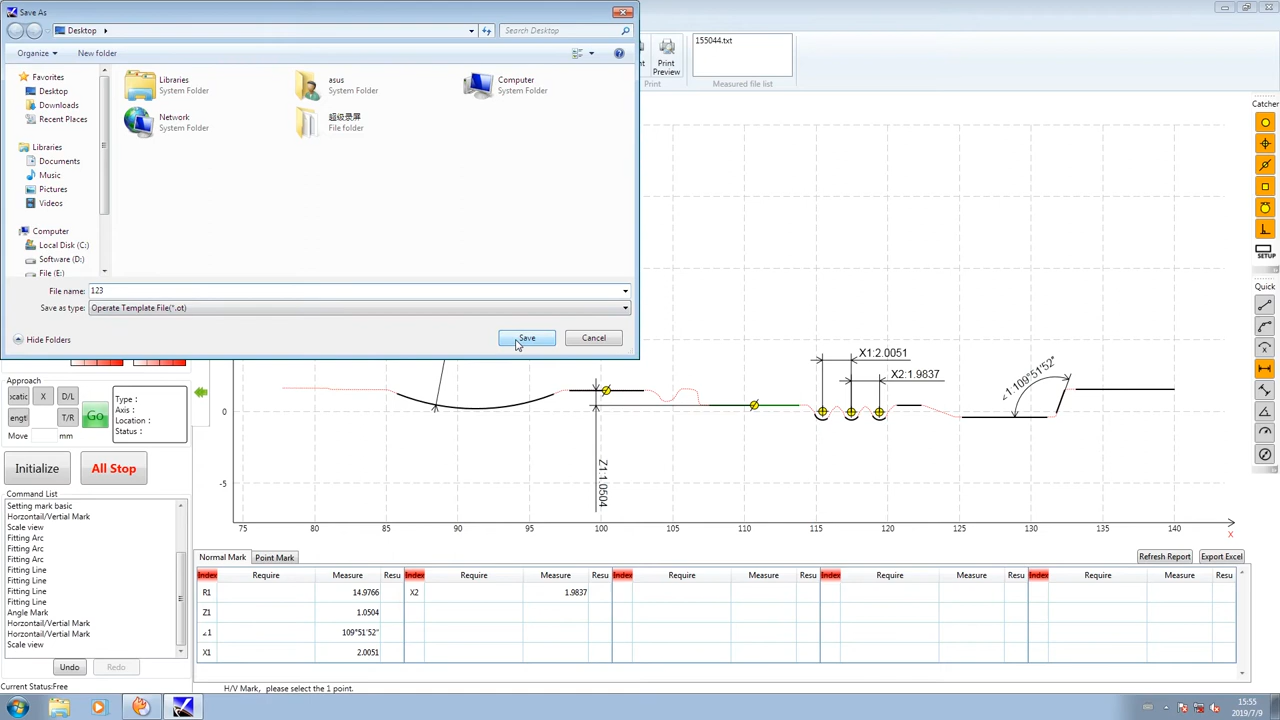 Save As
Desktop
Search Desktop
Organize
New folder
Favorites
Desktop
Downloads
Recent Places
Libraries
Documents
Music
Pictures
Videos
Computer
Local Disk (C:)
Software (D:)
File (E:)
Libraries
System Folder
asus
System Folder
Computer
System Folder
Network
System Folder
超级录屏
File folder
File name: 123
Save as type: Operate Template File(*.ot)
Hide Folders
Save
Cancel
Print
Preview
Print
155044.txt
Measured file list
Catcher
SETUP
Quick
Approach
X
D/L
T/R
Go
Move
mm
Type :
Axis :
Location :
Status :
Initialize
All Stop
Command List
Setting mark basic
Horzontail/Vertial Mark
Scale view
Fitting Arc
Fitting Arc
Fitting Arc
Fitting Line
Fitting Line
Fitting Line
Fitting Line
Angle Mark
Horzontail/Vertial Mark
Horzontail/Vertial Mark
Scale view
Undo
Redo
Current Status:Free
X1:2.0051
X2:1.9837
Z1:1.0504
∠1 109°51'52"
0
-5
75 80 85 90 95 100 105 110 115 120 125 130 135 140
X
Normal Mark
Point Mark
Refresh Report
Export Excel
Index Require Measure Resu Index Require Measure Resu Index Require Measure Resu Index Require Measure Resu Index Require Measure Resu
R1 14.9766 X2 1.9837
Z1 1.0504
∠1 109°51'52"
X1 2.0051
H/V Mark, please select the 1 point.
15:55
2019/7/9